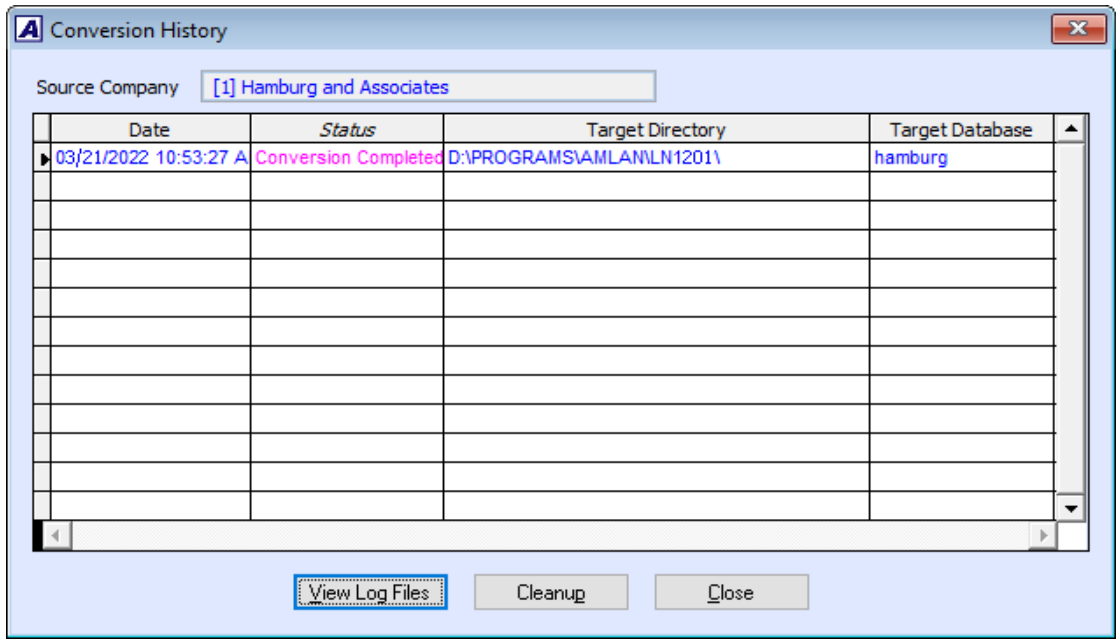 A Conversion History
Source Company [1] Hamburg and Associates
Date Status Target Directory Target Database
03/21/2022 10:53:27 A Conversion Completed D:\PROGRAMS\AMLAN\LN1201\ hamburg
View Log Files Cleanup Close